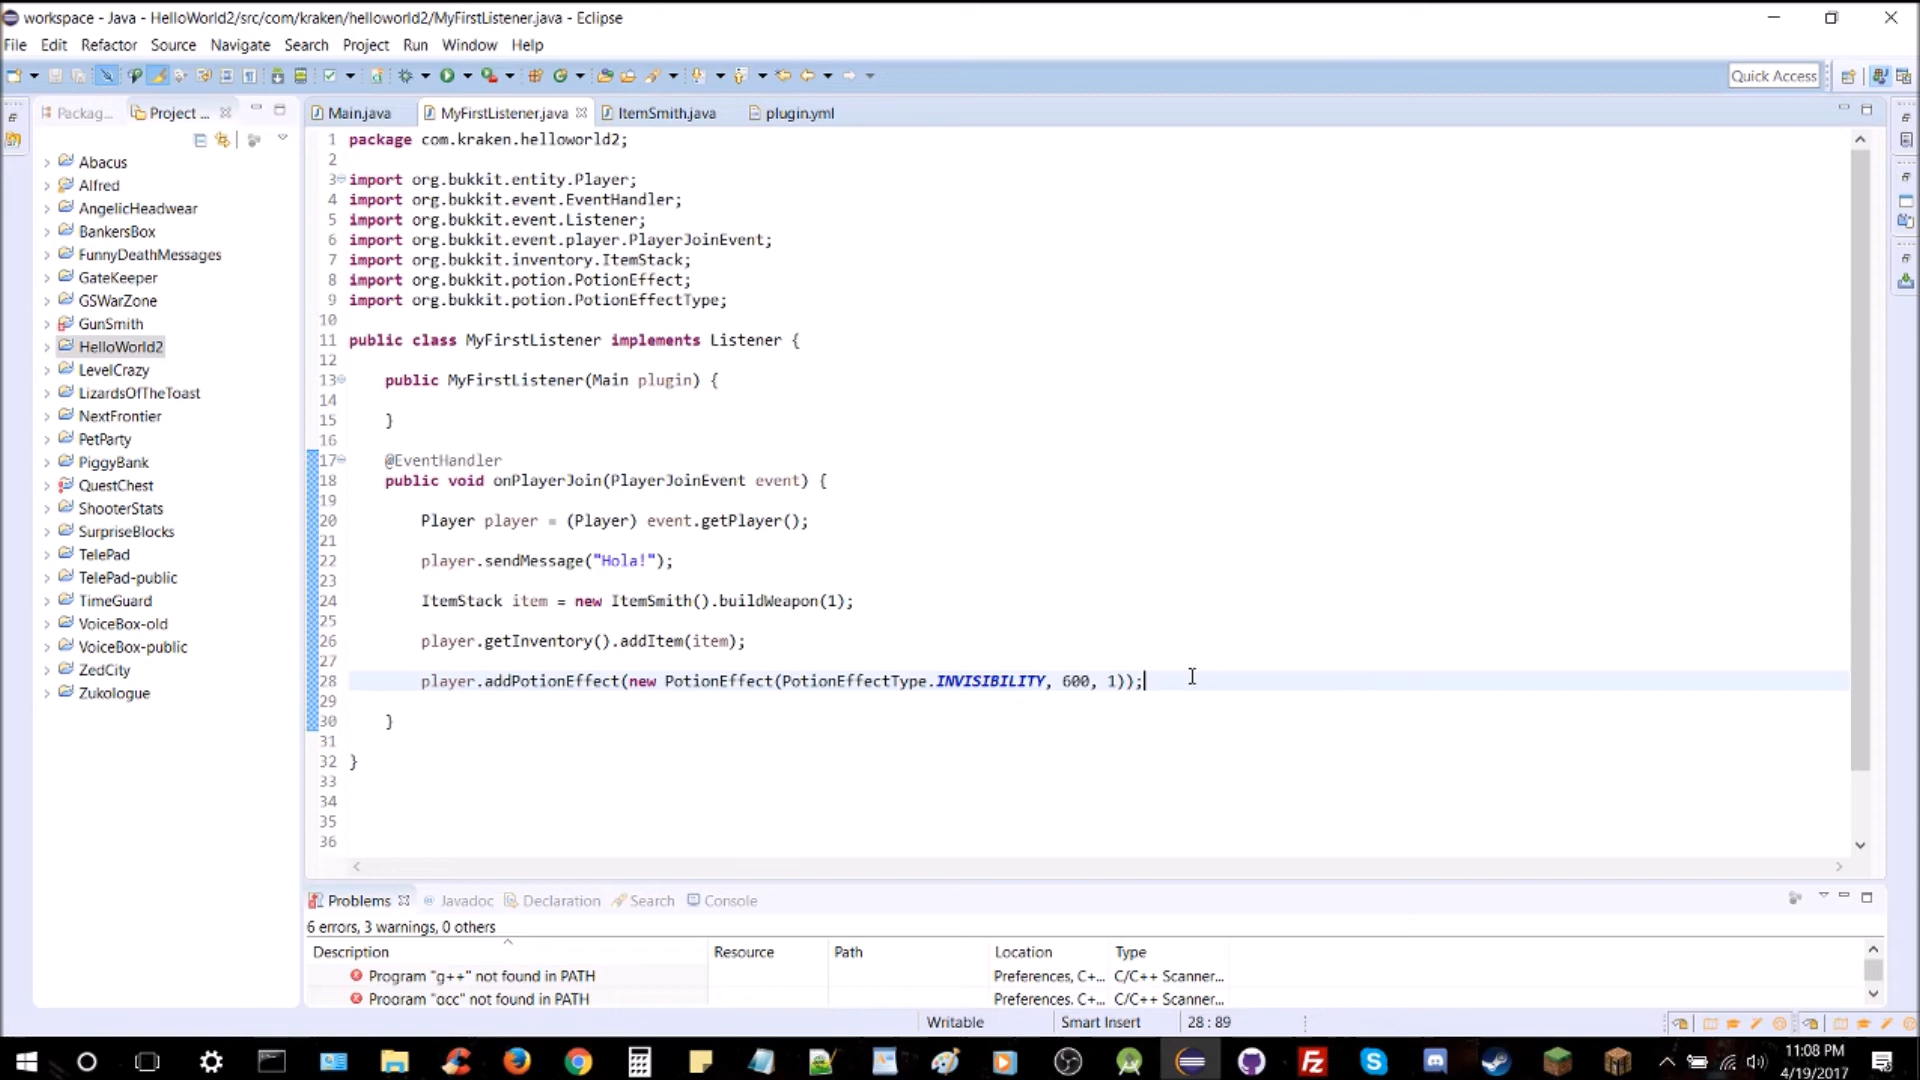 workspace - Java - HelloWorld2/src/com/kraken/helloworld2/MyFirstListener.java - Eclipse
File Edit Refactor Source Navigate Search Project Run Window Help
Quick Access
Packag... Project ...
Main.java MyFirstListener.java ItemSmith.java plugin.yml
Abacus
Alfred
AngelicHeadwear
BankersBox
FunnyDeathMessages
GateKeeper
GSWarZone
GunSmith
HelloWorld2
LevelCrazy
LizardsOfTheToast
NextFrontier
PetParty
PiggyBank
QuestChest
ShooterStats
SurpriseBlocks
TelePad
TelePad-public
TimeGuard
VoiceBox-old
VoiceBox-public
ZedCity
Zukologue
1 package com.kraken.helloworld2;
2
3 import org.bukkit.entity.Player;
4 import org.bukkit.event.EventHandler;
5 import org.bukkit.event.Listener;
6 import org.bukkit.event.player.PlayerJoinEvent;
7 import org.bukkit.inventory.ItemStack;
8 import org.bukkit.potion.PotionEffect;
9 import org.bukkit.potion.PotionEffectType;
10
11 public class MyFirstListener implements Listener {
12
13 public MyFirstListener(Main plugin) {
14
15 }
16
17 @EventHandler
18 public void onPlayerJoin(PlayerJoinEvent event) {
19
20 Player player = (Player) event.getPlayer();
21
22 player.sendMessage("Hola!");
23
24 ItemStack item = new ItemSmith().buildWeapon(1);
25
26 player.getInventory().addItem(item);
27
28 player.addPotionEffect(new PotionEffect(PotionEffectType.INVISIBILITY, 600, 1));
29
30 }
31
32 }
33
34
35
36
Problems @ Javadoc Declaration Search Console
6 errors, 3 warnings, 0 others
Description Resource Path Location Type
Program "g++" not found in PATH Preferences, C+... C/C++ Scanner...
Program "gcc" not found in PATH Preferences, C+... C/C++ Scanner...
Writable Smart Insert 28 : 89
11:08 PM
4/19/2017